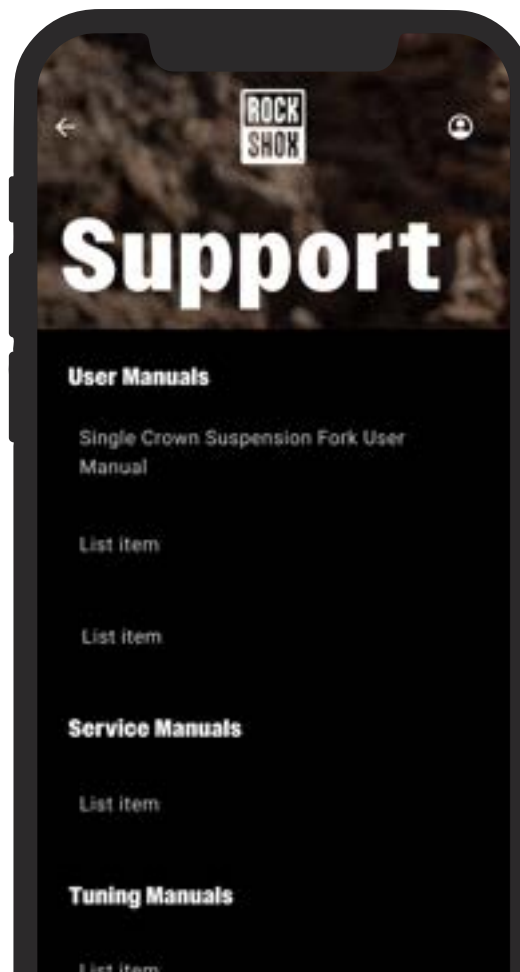 ROCK
SHOX
Support
User Manuals
Single Crown Suspension Fork User
Manual
List item
List item
Service Manuals
List item
Tuning Manuals
List item